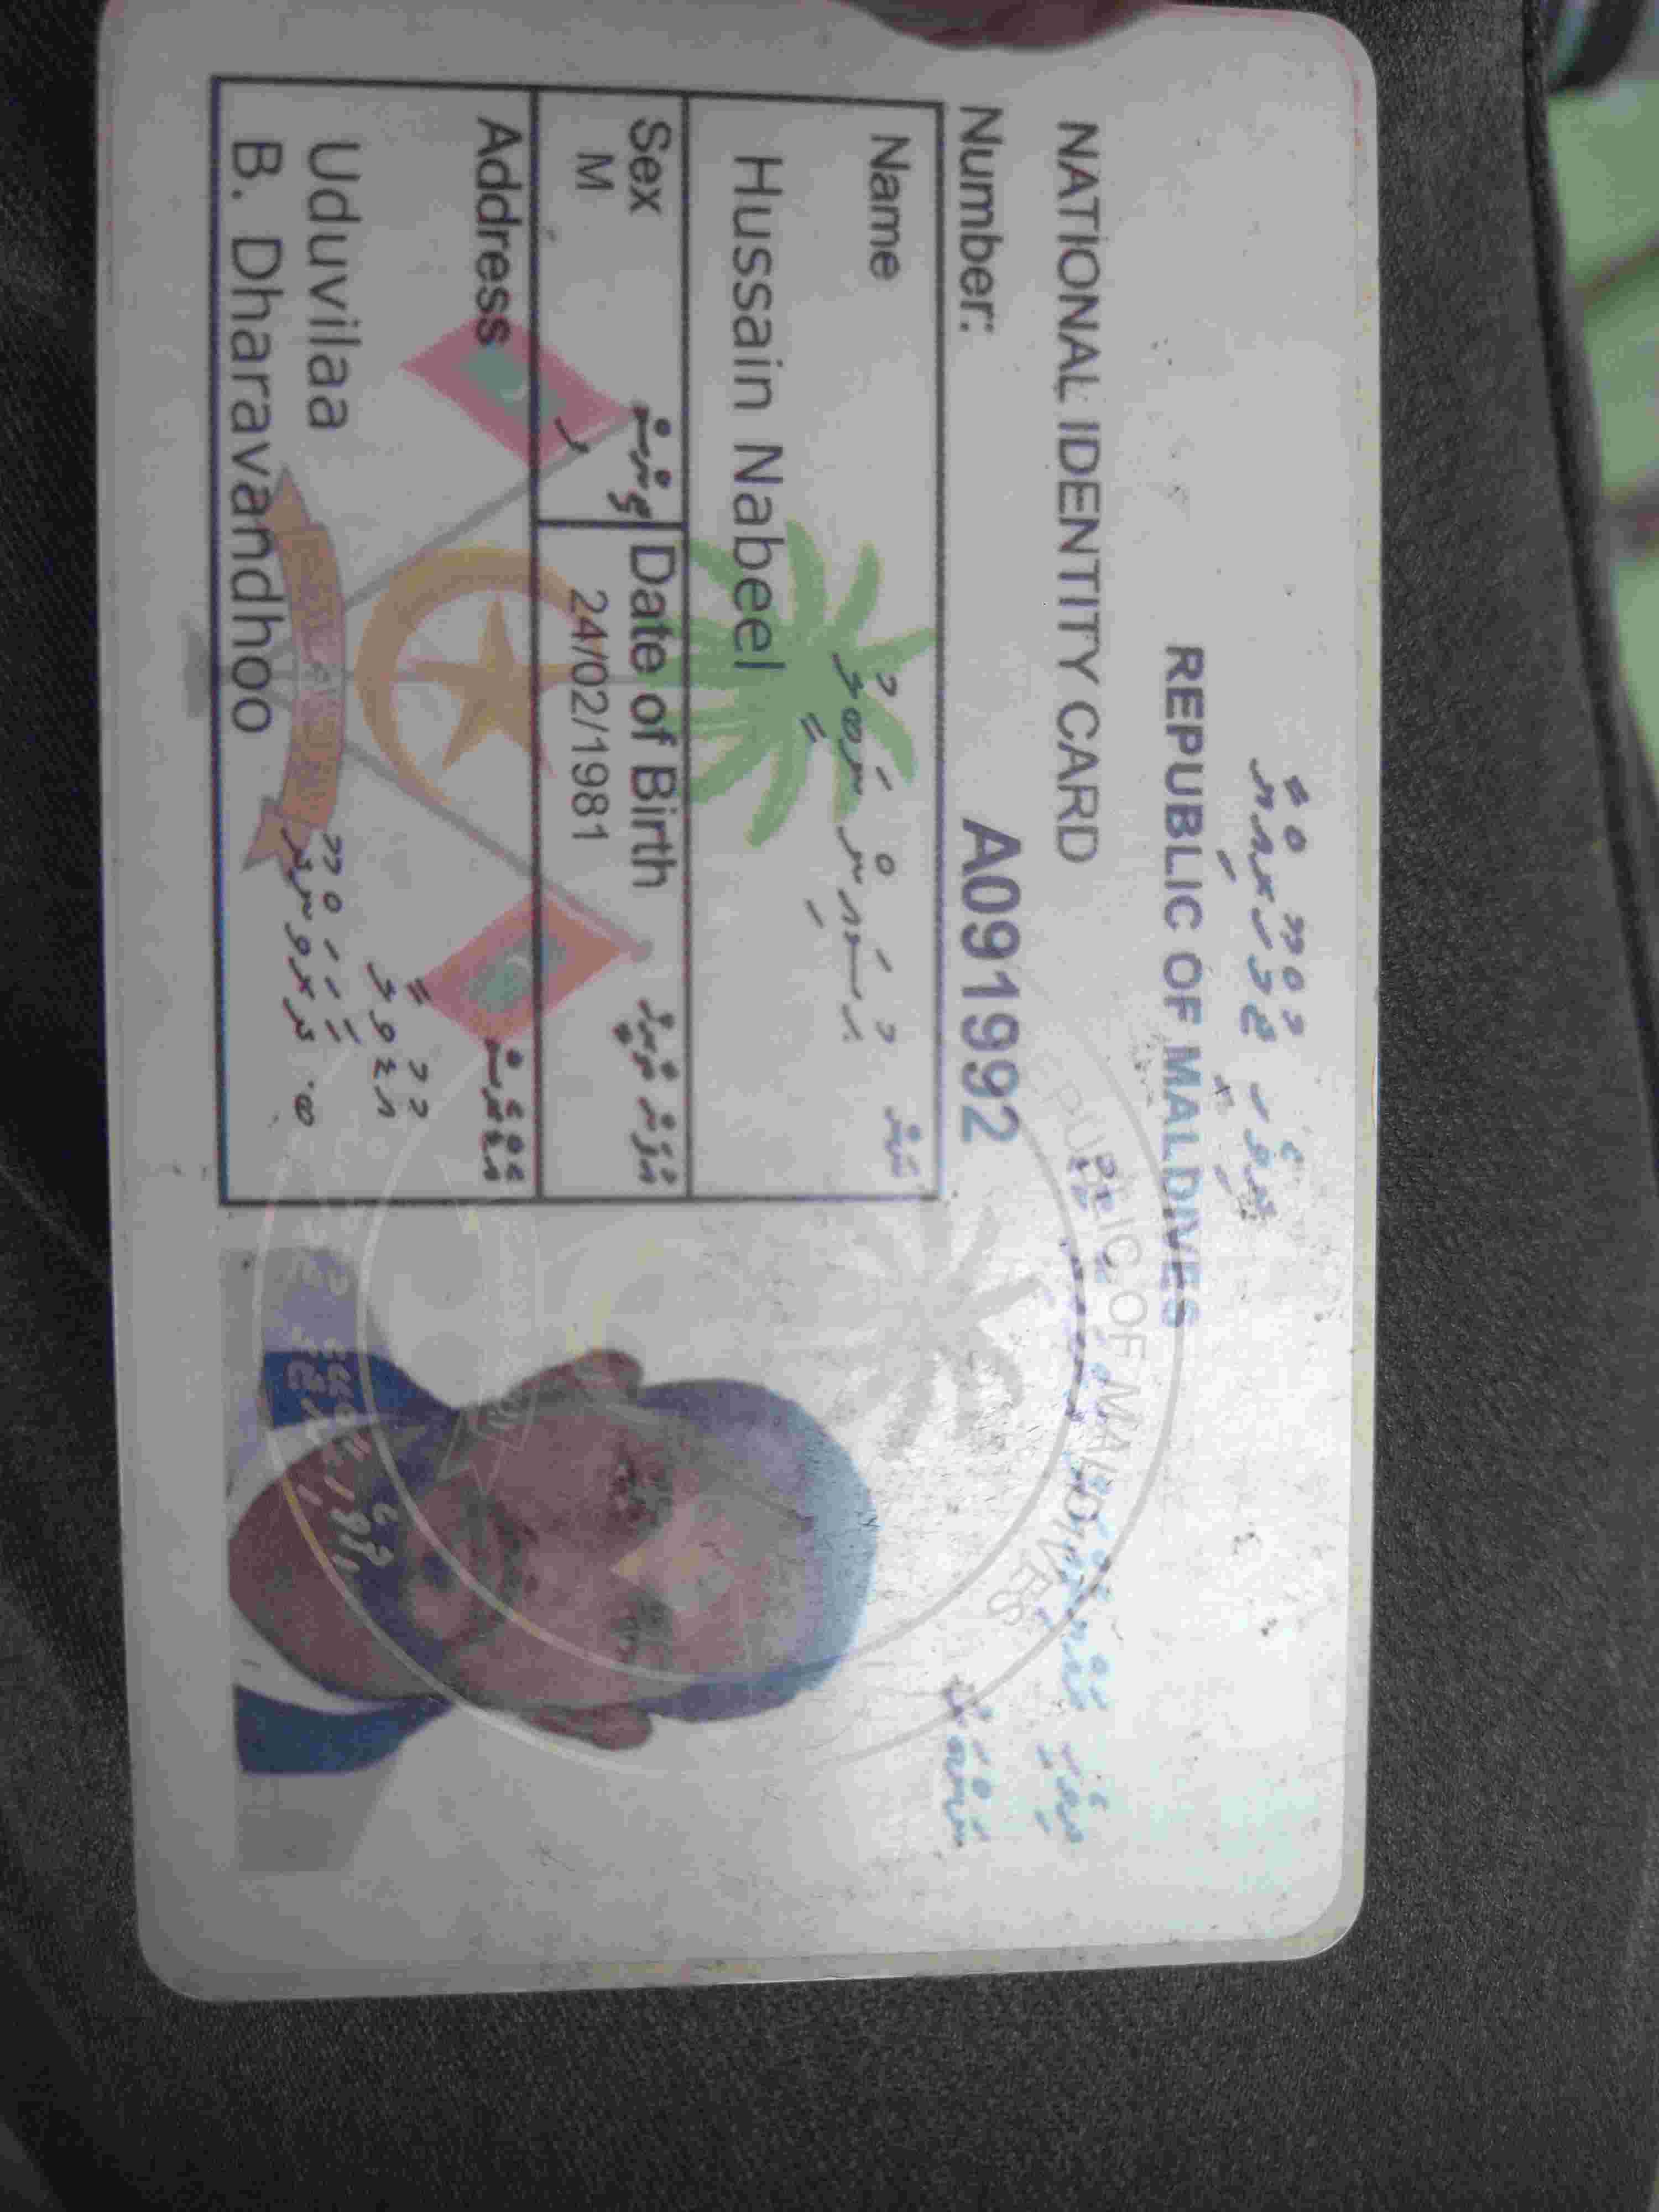 ދިވެހިރާއްޖޭގެ ޖުމްހޫރިއްޔާ
REPUBLIC OF MALDIVES
NATIONAL IDENTITY CARD
Number: A091992 ނަންބަރު
Name ނަން
ޙުސައިން ނަބީލު
Hussain Nabeel
Sex ޖިންސު
M
Date of Birth އުފަން ތާރީޚު
24/02/1981
Address އެޑްރެސް
އުޑުވިލާ
Uduvilaa
ބ. ދަރަވަންދޫ
B. Dharavandhoo
REPUBLIC OF MALDIVES